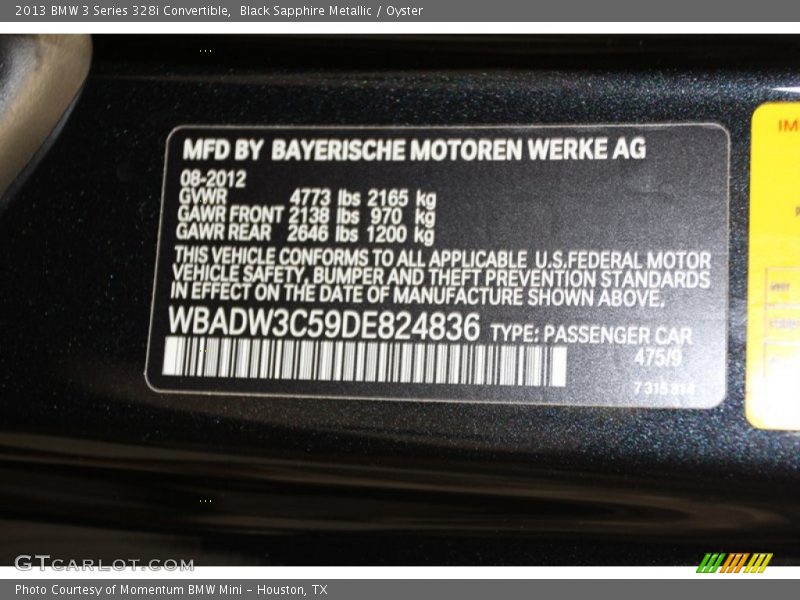 2013 BMW 3 Series 328i Convertible, Black Sapphire Metallic / Oyster
MFD BY BAYERISCHE MOTOREN WERKE AG
08-2012
GVWR 4773 lbs 2165 kg
GAWR FRONT 2138 lbs 970 kg
GAWR REAR 2646 lbs 1200 kg
THIS VEHICLE CONFORMS TO ALL APPLICABLE U.S.FEDERAL MOTOR
VEHICLE SAFETY, BUMPER AND THEFT PREVENTION STANDARDS
IN EFFECT ON THE DATE OF MANUFACTURE SHOWN ABOVE.
WBADW3C59DE824836 TYPE: PASSENGER CAR
475/9
IM
GTCARLOT.COM
Photo Courtesy of Momentum BMW Mini - Houston, TX